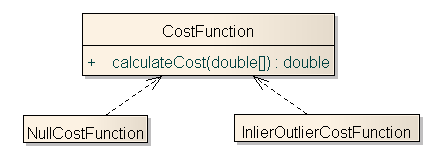 CostFunction
+ calculateCost(double[]) : double
NullCostFunction
InlierOutlierCostFunction